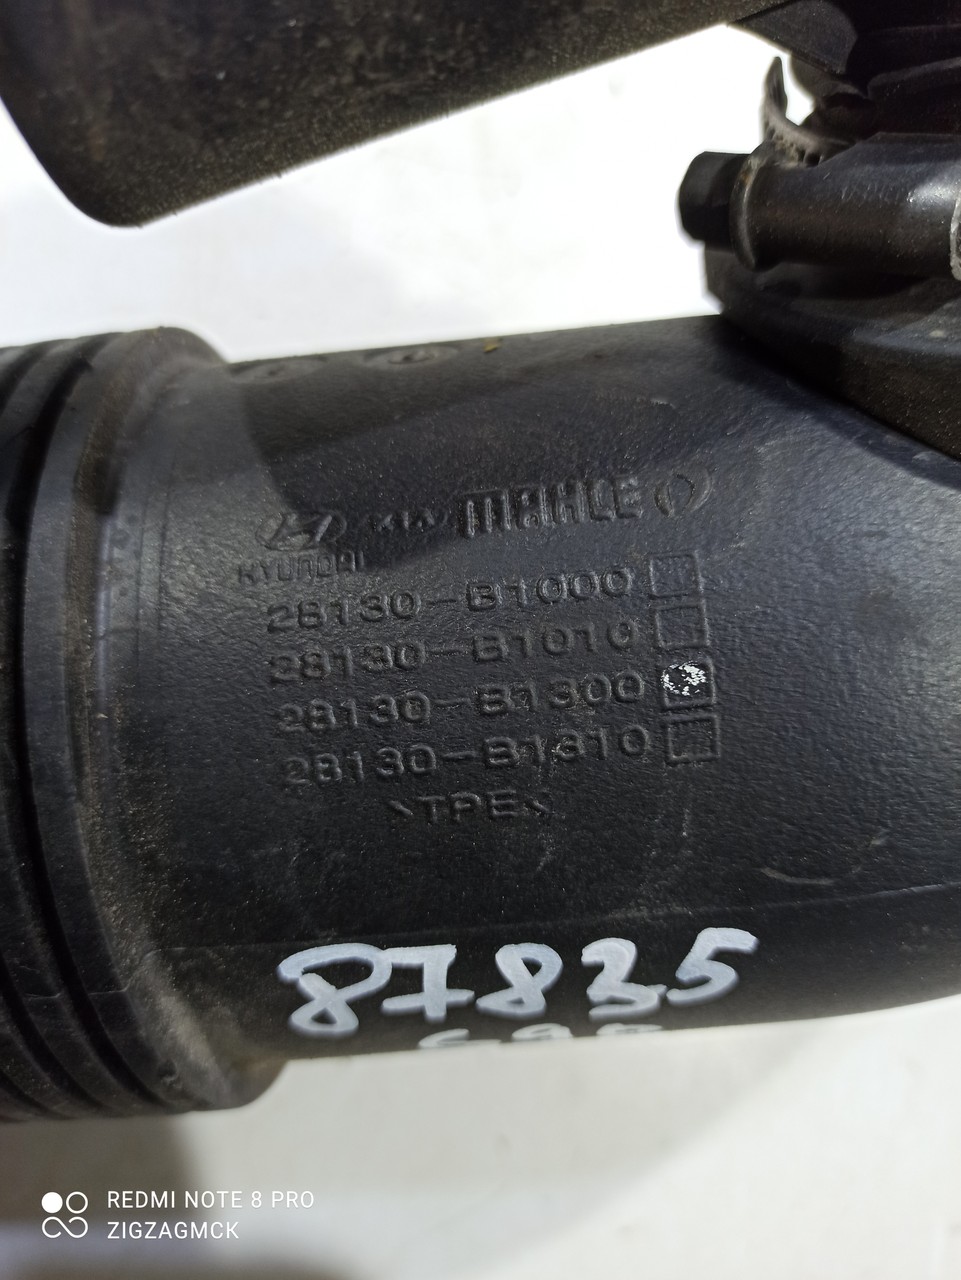 KIA MAHLE
HYUNDAI
28130-B1000
28130-B1010
28130-B1300
28130-B1310
>TPE<
87835
REDMI NOTE 8 PRO
ZIGZAGMCK